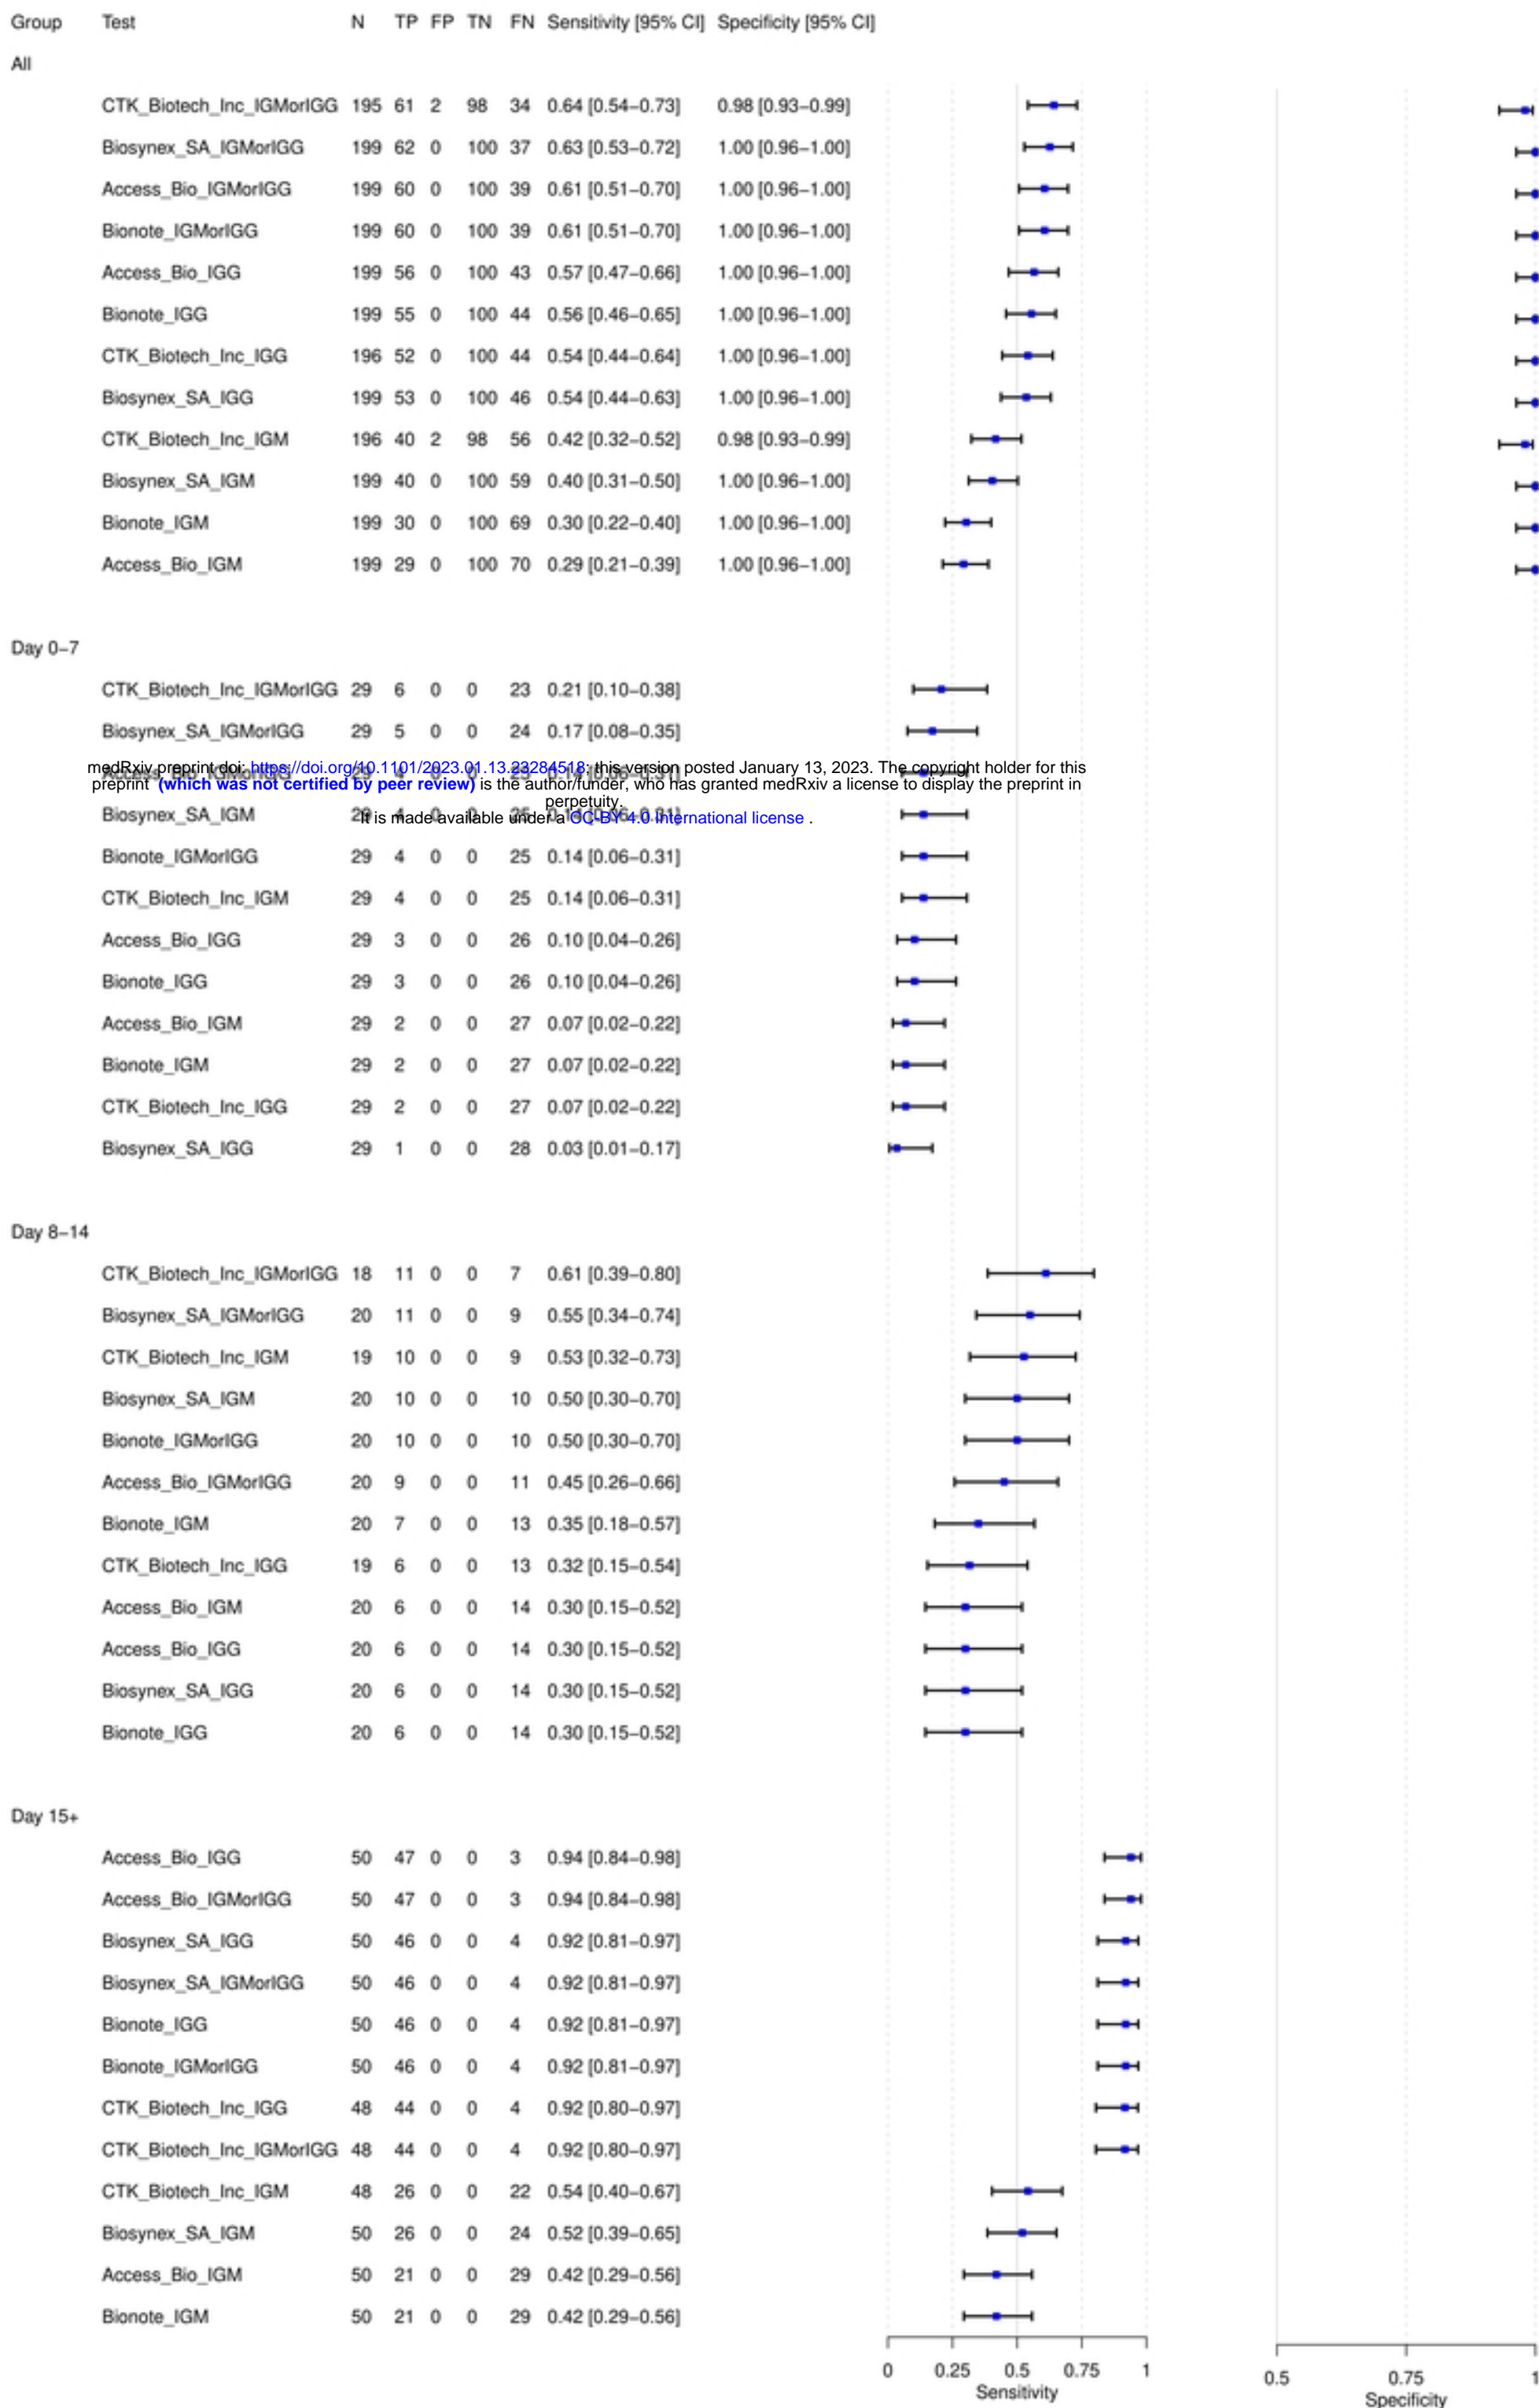 Group Test N TP FP TN FN Sensitivity [95% CI] Specificity [95% CI]
All
CTK_Biotech_Inc_IGMorIGG 195 61 2 98 34 0.64 [0.54–0.73] 0.98 [0.93–0.99]
Biosynex_SA_IGMorIGG 199 62 0 100 37 0.63 [0.53–0.72] 1.00 [0.96–1.00]
Access_Bio_IGMorIGG 199 60 0 100 39 0.61 [0.51–0.70] 1.00 [0.96–1.00]
Bionote_IGMorIGG 199 60 0 100 39 0.61 [0.51–0.70] 1.00 [0.96–1.00]
Access_Bio_IGG 199 56 0 100 43 0.57 [0.47–0.66] 1.00 [0.96–1.00]
Bionote_IGG 199 55 0 100 44 0.56 [0.46–0.65] 1.00 [0.96–1.00]
CTK_Biotech_Inc_IGG 196 52 0 100 44 0.54 [0.44–0.64] 1.00 [0.96–1.00]
Biosynex_SA_IGG 199 53 0 100 46 0.54 [0.44–0.63] 1.00 [0.96–1.00]
CTK_Biotech_Inc_IGM 196 40 2 98 56 0.42 [0.32–0.52] 0.98 [0.93–0.99]
Biosynex_SA_IGM 199 40 0 100 59 0.40 [0.31–0.50] 1.00 [0.96–1.00]
Bionote_IGM 199 30 0 100 69 0.30 [0.22–0.40] 1.00 [0.96–1.00]
Access_Bio_IGM 199 29 0 100 70 0.29 [0.21–0.39] 1.00 [0.96–1.00]
Day 0–7
CTK_Biotech_Inc_IGMorIGG 29 6 0 0 23 0.21 [0.10–0.38]
Biosynex_SA_IGMorIGG 29 5 0 0 24 0.17 [0.08–0.35]
medRxiv preprint doi: https://doi.org/10.1101/2023.01.13.23284518; this version posted January 13, 2023. The copyright holder for this
preprint (which was not certified by peer review) is the author/funder, who has granted medRxiv a license to display the preprint in
perpetuity.
Biosynex_SA_IGM
It is made available under a CC-BY 4.0 International license .
Bionote_IGMorIGG 29 4 0 0 25 0.14 [0.06–0.31]
CTK_Biotech_Inc_IGM 29 4 0 0 25 0.14 [0.06–0.31]
Access_Bio_IGG 29 3 0 0 26 0.10 [0.04–0.26]
Bionote_IGG 29 3 0 0 26 0.10 [0.04–0.26]
Access_Bio_IGM 29 2 0 0 27 0.07 [0.02–0.22]
Bionote_IGM 29 2 0 0 27 0.07 [0.02–0.22]
CTK_Biotech_Inc_IGG 29 2 0 0 27 0.07 [0.02–0.22]
Biosynex_SA_IGG 29 1 0 0 28 0.03 [0.01–0.17]
Day 8–14
CTK_Biotech_Inc_IGMorIGG 18 11 0 0 7 0.61 [0.39–0.80]
Biosynex_SA_IGMorIGG 20 11 0 0 9 0.55 [0.34–0.74]
CTK_Biotech_Inc_IGM 19 10 0 0 9 0.53 [0.32–0.73]
Biosynex_SA_IGM 20 10 0 0 10 0.50 [0.30–0.70]
Bionote_IGMorIGG 20 10 0 0 10 0.50 [0.30–0.70]
Access_Bio_IGMorIGG 20 9 0 0 11 0.45 [0.26–0.66]
Bionote_IGM 20 7 0 0 13 0.35 [0.18–0.57]
CTK_Biotech_Inc_IGG 19 6 0 0 13 0.32 [0.15–0.54]
Access_Bio_IGM 20 6 0 0 14 0.30 [0.15–0.52]
Access_Bio_IGG 20 6 0 0 14 0.30 [0.15–0.52]
Biosynex_SA_IGG 20 6 0 0 14 0.30 [0.15–0.52]
Bionote_IGG 20 6 0 0 14 0.30 [0.15–0.52]
Day 15+
Access_Bio_IGG 50 47 0 0 3 0.94 [0.84–0.98]
Access_Bio_IGMorIGG 50 47 0 0 3 0.94 [0.84–0.98]
Biosynex_SA_IGG 50 46 0 0 4 0.92 [0.81–0.97]
Biosynex_SA_IGMorIGG 50 46 0 0 4 0.92 [0.81–0.97]
Bionote_IGG 50 46 0 0 4 0.92 [0.81–0.97]
Bionote_IGMorIGG 50 46 0 0 4 0.92 [0.81–0.97]
CTK_Biotech_Inc_IGG 48 44 0 0 4 0.92 [0.80–0.97]
CTK_Biotech_Inc_IGMorIGG 48 44 0 0 4 0.92 [0.80–0.97]
CTK_Biotech_Inc_IGM 48 26 0 0 22 0.54 [0.40–0.67]
Biosynex_SA_IGM 50 26 0 0 24 0.52 [0.39–0.65]
Access_Bio_IGM 50 21 0 0 29 0.42 [0.29–0.56]
Bionote_IGM 50 21 0 0 29 0.42 [0.29–0.56]
0 0.25 0.5 0.75 1
Sensitivity
0.5 0.75 1
Specificity